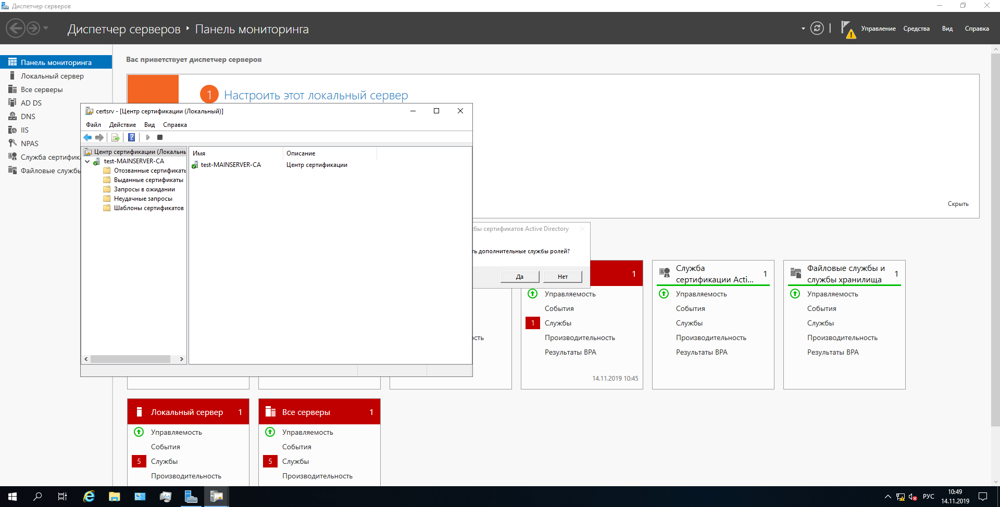 Диспетчер серверов
Диспетчер серверов
Панель мониторинга
Управление
Средства
Вид
Справка
Панель мониторинга
Локальный сервер
Все серверы
AD DS
DNS
IIS
NPAS
Служба сертифик
Файловые службы
Вас приветствует диспетчер серверов
1 Настроить этот локальный сервер
Скрыть
certsrv - [Центр сертификации (Локальный)]
Файл Действие Вид Справка
Центр сертификации (Локальн
test-MAINSERVER-CA
Отозванные сертификаты
Выданные сертификаты
Запросы в ожидании
Неудачные запросы
Шаблоны сертификатов
Имя Описание
test-MAINSERVER-CA Центр сертификации
бы сертификатов Active Directory
ть дополнительные службы ролей?
Да Нет
сть
1
Управляемость
События
1 Службы
Производительность
Результаты BPA
14.11.2019 10:45
Служба
сертификации Acti... 1
Управляемость
События
Службы
Производительность
Результаты BPA
Файловые службы и
службы хранилища 1
Управляемость
События
Службы
Производительность
Результаты BPA
Локальный сервер 1
Управляемость
События
5 Службы
Производительность
Все серверы 1
Управляемость
События
5 Службы
Производительность
РУС
10:49
14.11.2019